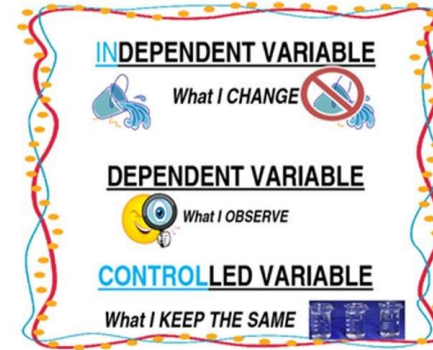 INDEPENDENT VARIABLE
What I CHANGE
DEPENDENT VARIABLE
What I OBSERVE
CONTROLLED VARIABLE
What I KEEP THE SAME